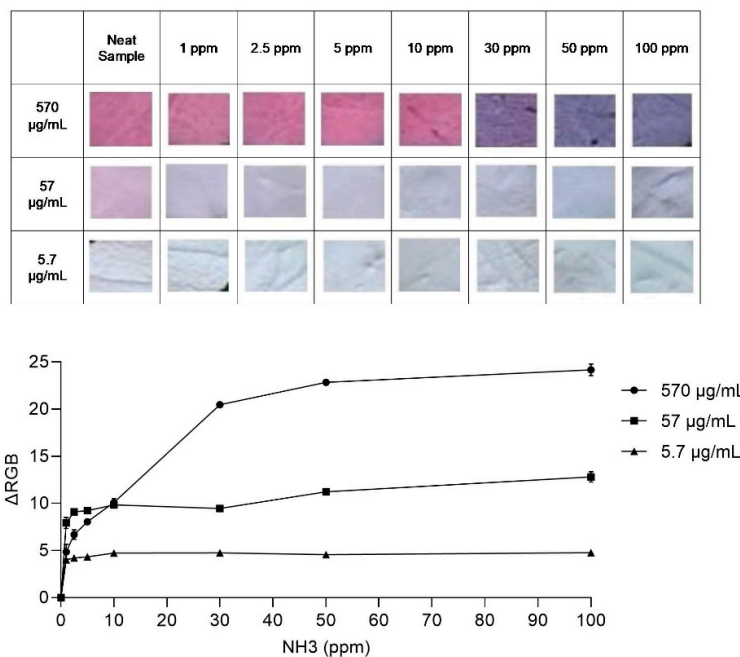 Neat
Sample
1 ppm
2.5 ppm
5 ppm
10 ppm
30 ppm
50 ppm
100 ppm
570
µg/mL
57
µg/mL
5.7
µg/mL
25
20
15
10
5
0
ΔRGB
0 10 20 30 40 50 60 70 80 90 100
NH3 (ppm)
570 µg/mL
57 µg/mL
5.7 µg/mL